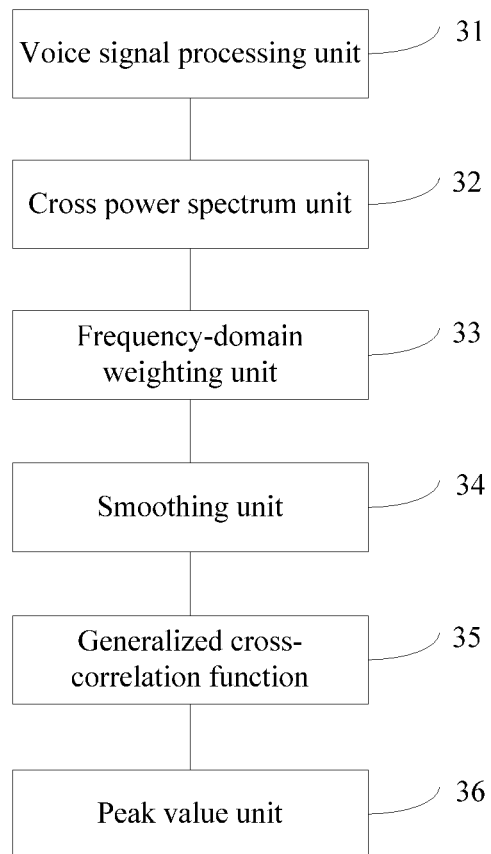 Voice signal processing unit
31
Cross power spectrum unit
32
Frequency-domain
weighting unit
33
Smoothing unit
34
Generalized cross-
correlation function
35
Peak value unit
36